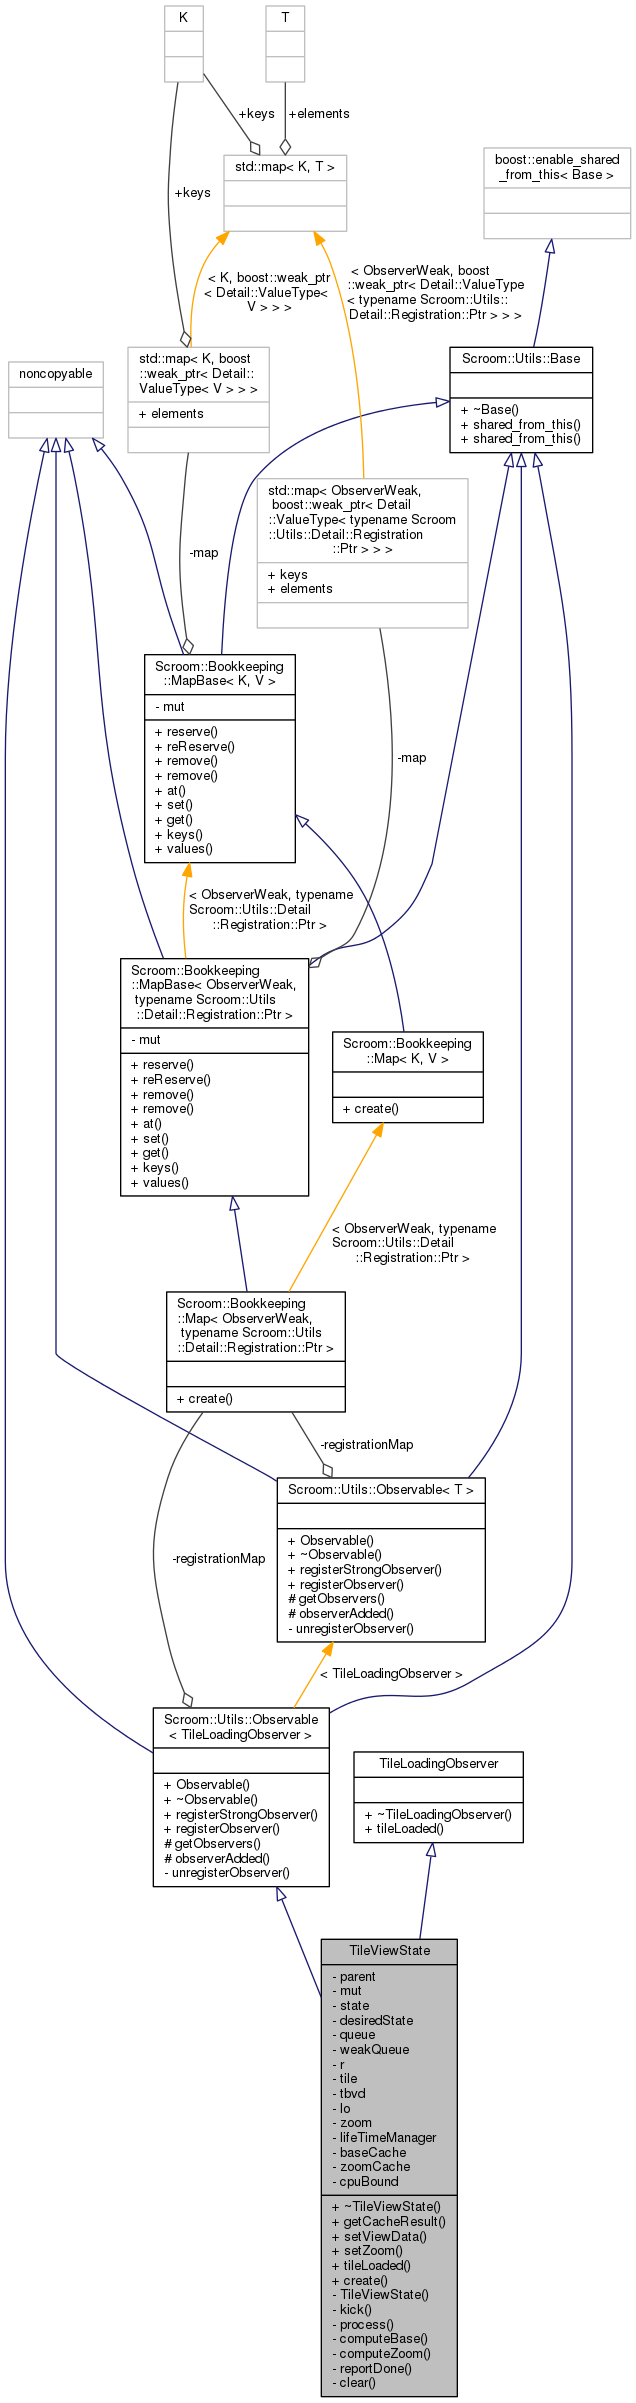 K
T
+keys
+elements
std::map< K, T >
boost::enable_shared
_from_this< Base >
+keys
< K, boost::weak_ptr
< Detail::ValueType<
V > > >
< ObserverWeak, boost
::weak_ptr< Detail::ValueType
< typename Scroom::Utils::
Detail::Registration::Ptr > > >
noncopyable
std::map< K, boost
::weak_ptr< Detail::
ValueType< V > > >
+ elements
Scroom::Utils::Base
+ ~Base()
+ shared_from_this()
+ shared_from_this()
std::map< ObserverWeak,
boost::weak_ptr< Detail
::ValueType< typename Scroom
::Utils::Detail::Registration
::Ptr > > >
+ keys
+ elements
-map
Scroom::Bookkeeping
::MapBase< K, V >
- mut
+ reserve()
+ reReserve()
+ remove()
+ remove()
+ at()
+ set()
+ get()
+ keys()
+ values()
-map
< ObserverWeak, typename
Scroom::Utils::Detail
::Registration::Ptr >
Scroom::Bookkeeping
::MapBase< ObserverWeak,
typename Scroom::Utils
::Detail::Registration::Ptr >
- mut
+ reserve()
+ reReserve()
+ remove()
+ remove()
+ at()
+ set()
+ get()
+ keys()
+ values()
Scroom::Bookkeeping
::Map< K, V >
+ create()
< ObserverWeak, typename
Scroom::Utils::Detail
::Registration::Ptr >
Scroom::Bookkeeping
::Map< ObserverWeak,
typename Scroom::Utils
::Detail::Registration::Ptr >
+ create()
-registrationMap
Scroom::Utils::Observable< T >
+ Observable()
+ ~Observable()
+ registerStrongObserver()
+ registerObserver()
# getObservers()
# observerAdded()
- unregisterObserver()
-registrationMap
< TileLoadingObserver >
Scroom::Utils::Observable
< TileLoadingObserver >
+ Observable()
+ ~Observable()
+ registerStrongObserver()
+ registerObserver()
# getObservers()
# observerAdded()
- unregisterObserver()
TileLoadingObserver
+ ~TileLoadingObserver()
+ tileLoaded()
TileViewState
- parent
- mut
- state
- desiredState
- queue
- weakQueue
- r
- tile
- tbvd
- lo
- zoom
- lifeTimeManager
- baseCache
- zoomCache
- cpuBound
+ ~TileViewState()
+ getCacheResult()
+ setViewData()
+ setZoom()
+ tileLoaded()
+ create()
- TileViewState()
- kick()
- process()
- computeBase()
- computeZoom()
- reportDone()
- clear()